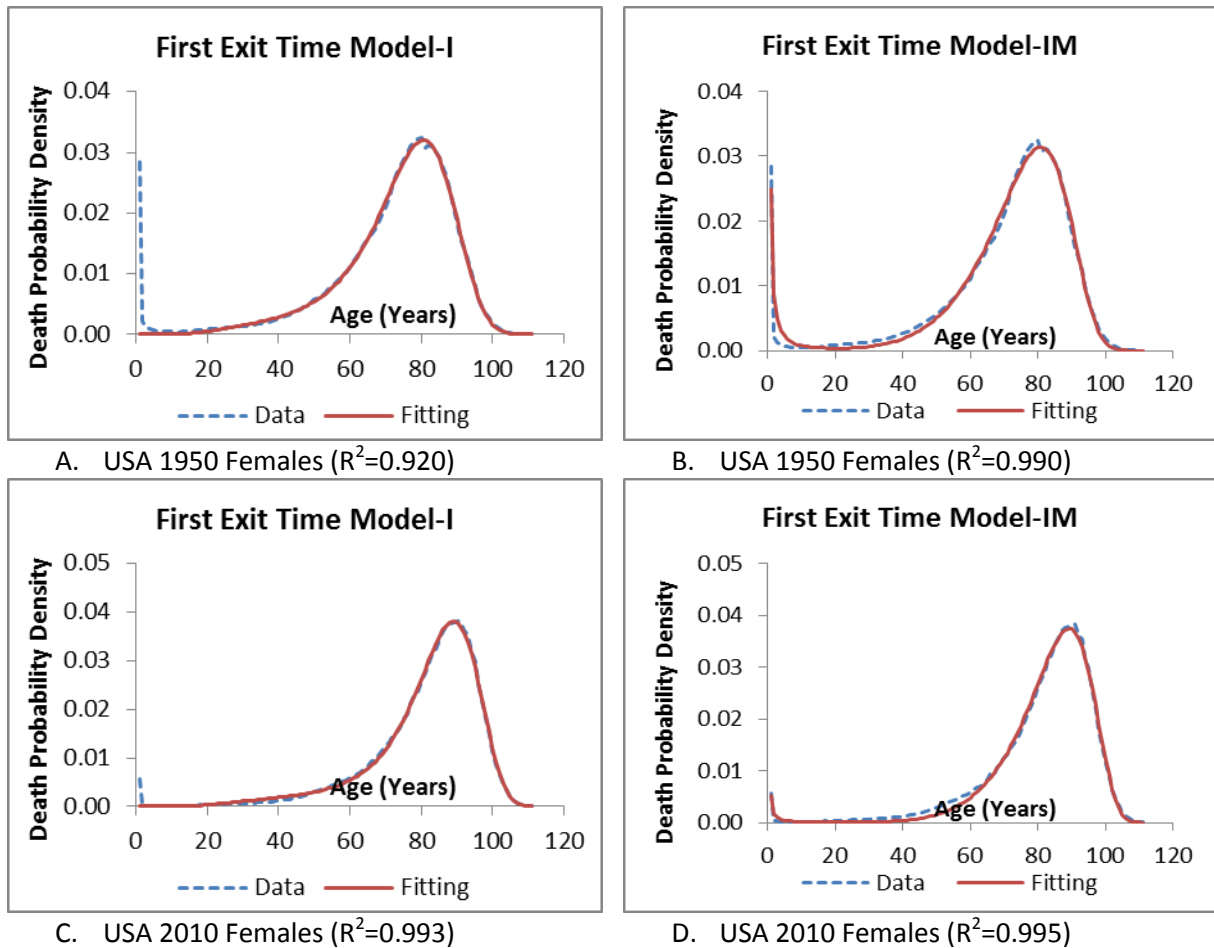 First Exit Time Model-I
Death Probability Density
0.04
0.03
0.02
0.01
0.00
Age (Years)
0 20 40 60 80 100 120
Data Fitting
A. USA 1950 Females (R²=0.920)
First Exit Time Model-IM
Death Probability Density
0.04
0.03
0.02
0.01
0.00
Age (Years)
0 20 40 60 80 100 120
Data Fitting
B. USA 1950 Females (R²=0.990)
First Exit Time Model-I
Death Probability Density
0.05
0.04
0.03
0.02
0.01
0.00
Age (Years)
0 20 40 60 80 100 120
Data Fitting
C. USA 2010 Females (R²=0.993)
First Exit Time Model-IM
Death Probability Density
0.05
0.04
0.03
0.02
0.01
0.00
Age (Years)
0 20 40 60 80 100 120
Data Fitting
D. USA 2010 Females (R²=0.995)